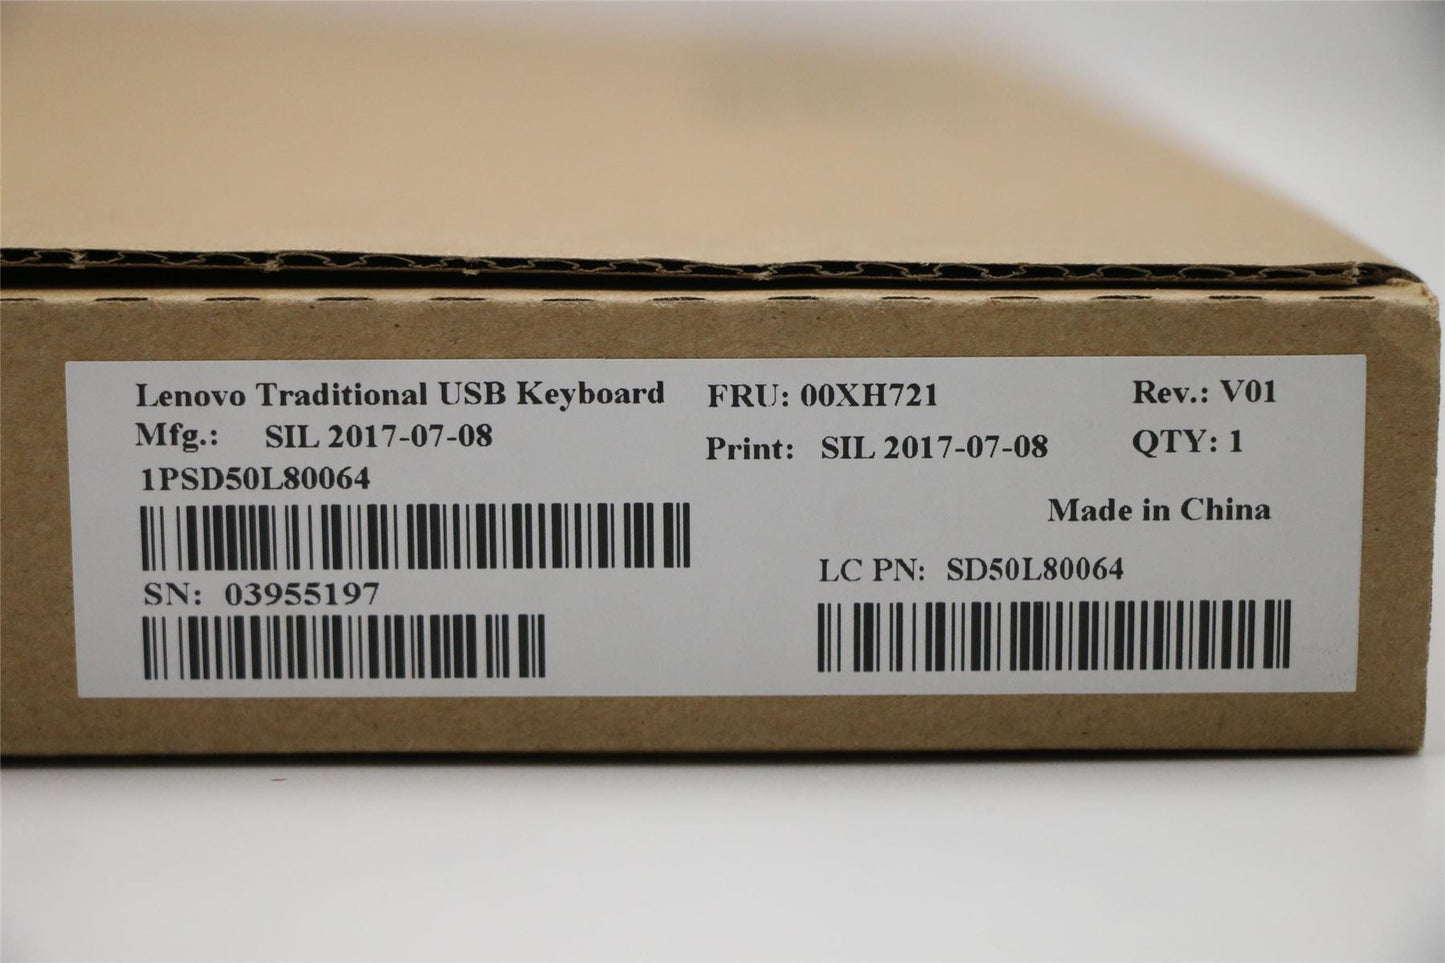 Lenovo Traditional USB Keyboard FRU: 00XH721 Rev.: V01
Mfg.: SIL 2017-07-08 Print: SIL 2017-07-08 QTY: 1
1PSD50L80064
Made in China
LC PN: SD50L80064
SN: 03955197